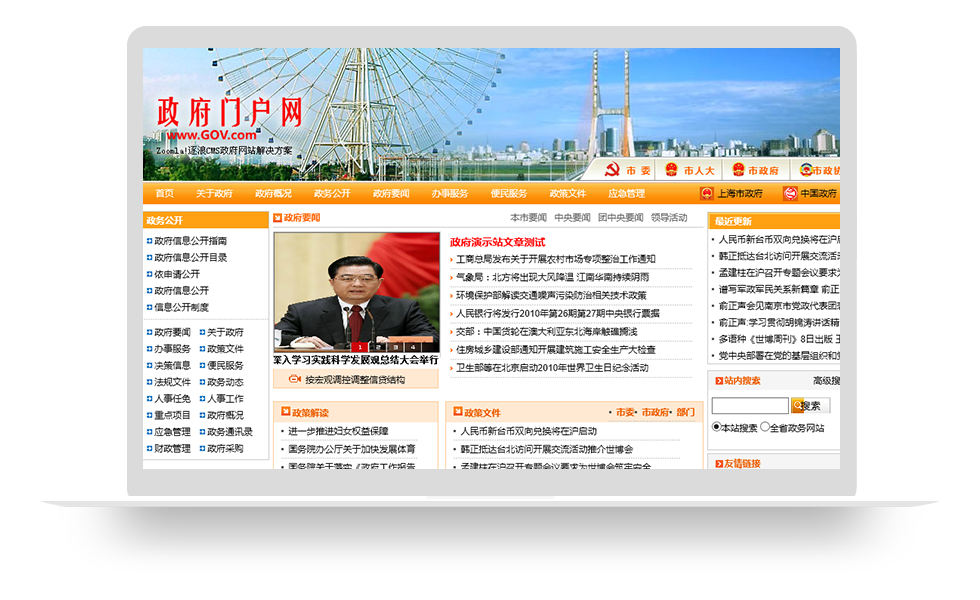 政府门户网
www.GOV.com
Zoomla!逐浪CMS政府网站解决方案
市 委
市人大
市政府
市政协
首页
关于政府
政府概况
政务公开
政府要闻
办事服务
便民服务
政策文件
应急管理
上海市政府
中国政府
政务公开
政府信息公开指南
政府信息公开目录
依申请公开
政府信息公开
信息公开制度
政府要闻 关于政府
办事服务 政策文件
决策信息 便民服务
法规文件 政务动态
人事任免 人事工作
重点项目 政府概况
应急管理 政务通讯录
财政管理 政府采购
政府要闻
本市要闻 中央要闻 团中央要闻 领导活动
1 2 3 4
深入学习实践科学发展观总结大会举行
按宏观调控调整信贷结构
政府演示站文章测试
工商总局发布关于开展农村市场专项整治工作通知
气象局：北方将出现大风降温 江南华南持续阴雨
环境保护部解读交通噪声污染防治相关技术政策
人民银行将发行2010年第26期第27期中央银行票据
交部：中国货轮在澳大利亚东北海岸触礁搁浅
住房城乡建设部通知开展建筑施工安全生产大检查
卫生部等在北京启动2010年世界卫生日纪念活动
政策解读
进一步推进妇女权益保障
国务院办公厅关于加快发展体育
国务院关于落实《政府工作报告
政策文件
• 市委• 市政府• 部门
人民币新台币双向兑换将在沪启动
韩正抵达台北访问开展交流活动推介世博会
孟建柱在沪召开专题会议要求为世博会筑牢安全
最近更新
人民币新台币双向兑换将在沪启
韩正抵达台北访问开展交流活
孟建柱在沪召开专题会议要求为
谱写军政军民关系新篇章 俞正
俞正声会见南京市党政代表团
俞正声:学习贯彻胡锦涛讲话精
多语种《世博周刊》8日出版 王
党中央部署在党的基层组织和
站内搜索
高级搜
搜索
本站搜索 全省政务网站
友情链接